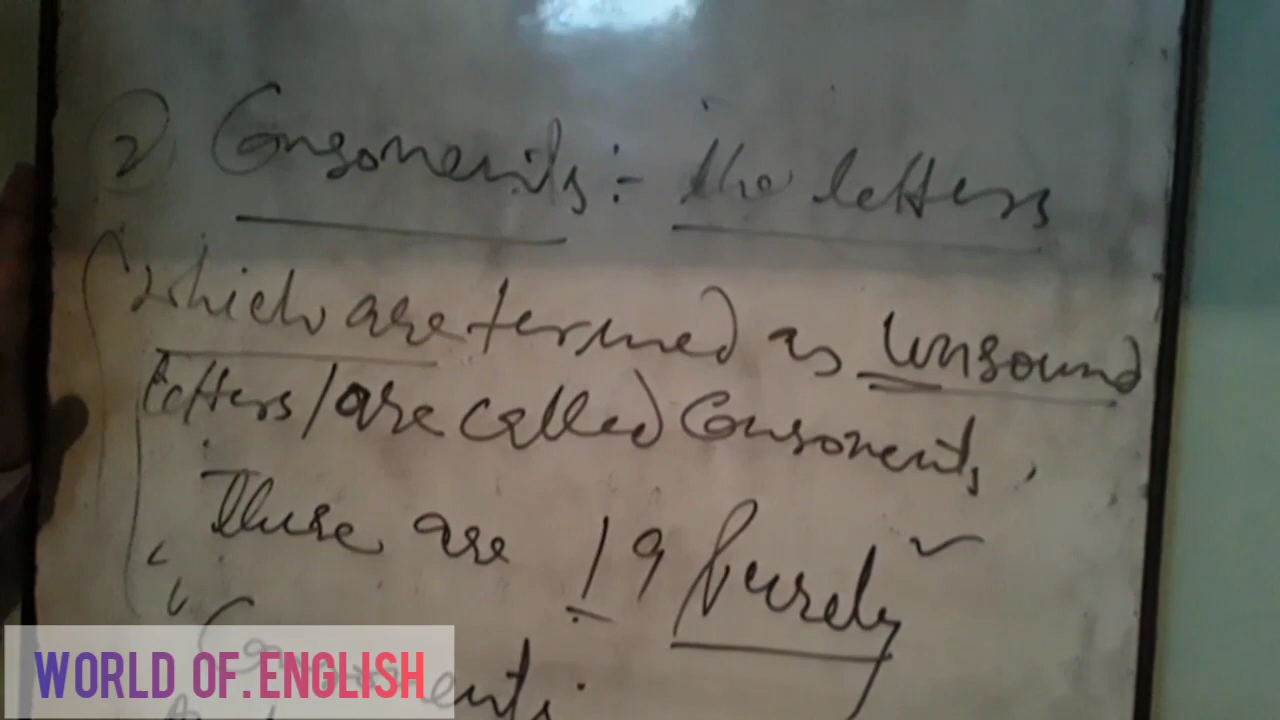 2) Consonents:- The letters
which are termed as Unsound
letters/are called Consonents,
There are 19 Purely
Consonents
WORLD OF.ENGLISH